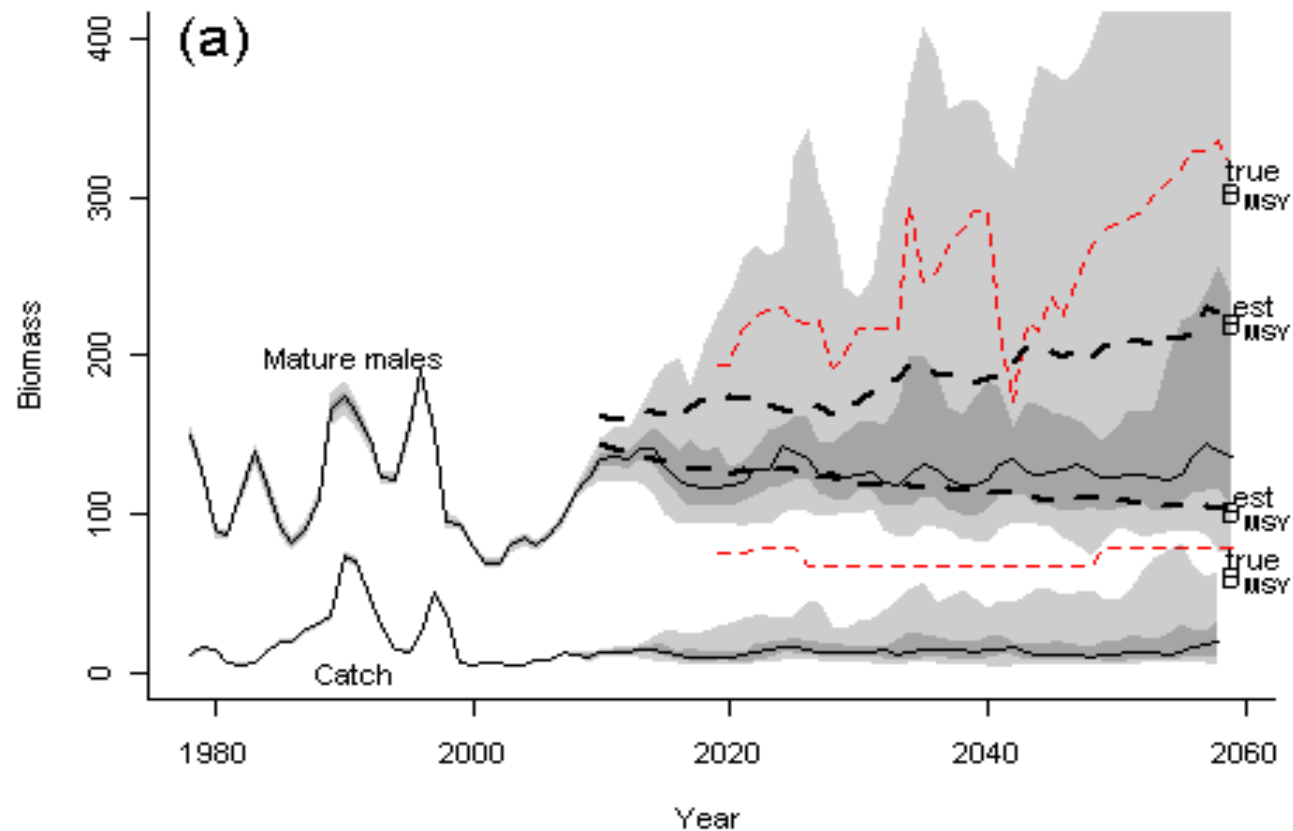 (a)
400
300
200
100
0
Biomass
Mature males
Catch
true
BMSY
est
BMSY
est
BMSY
true
BMSY
1980 2000 2020 2040 2060
Year